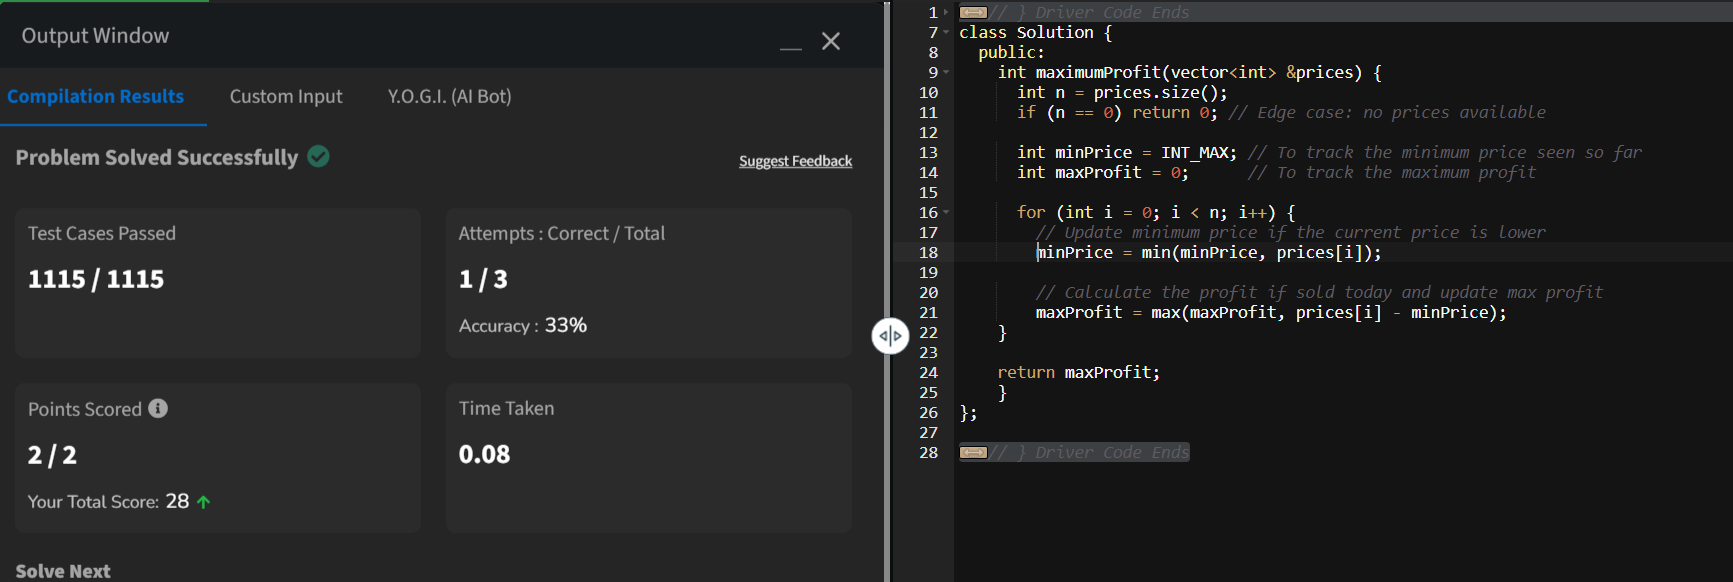 Output Window
Compilation Results
Custom Input
Y.O.G.I. (AI Bot)
Problem Solved Successfully
Suggest Feedback
Test Cases Passed
1115 / 1115
Attempts : Correct / Total
1 / 3
Accuracy : 33%
Points Scored
2 / 2
Your Total Score: 28
Time Taken
0.08
Solve Next
1 // } Driver Code Ends
7 class Solution {
8 public:
9 int maximumProfit(vector<int> &prices) {
10 int n = prices.size();
11 if (n == 0) return 0; // Edge case: no prices available
12
13 int minPrice = INT_MAX; // To track the minimum price seen so far
14 int maxProfit = 0; // To track the maximum profit
15
16 for (int i = 0; i < n; i++) {
17 // Update minimum price if the current price is lower
18 minPrice = min(minPrice, prices[i]);
19
20 // Calculate the profit if sold today and update max profit
21 maxProfit = max(maxProfit, prices[i] - minPrice);
22 }
23
24 return maxProfit;
25 }
26 };
27
28 // } Driver Code Ends